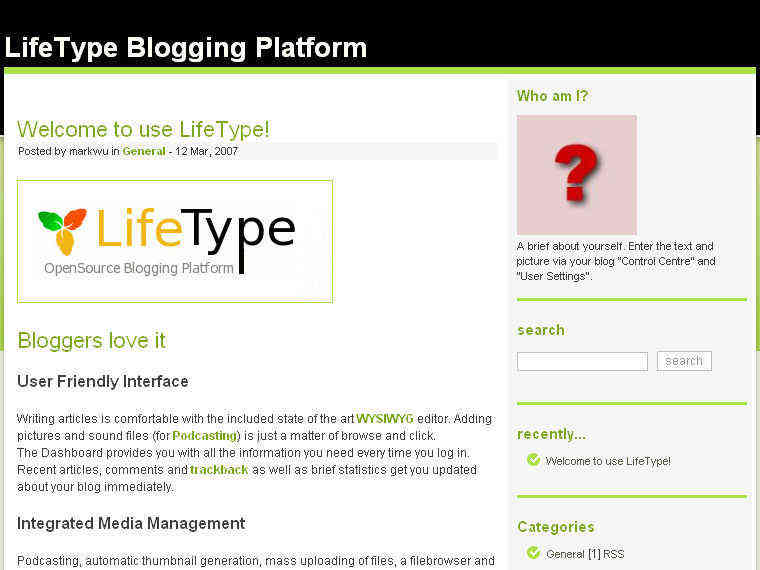 LifeType Blogging Platform
Welcome to use LifeType!
Posted by markwu in General - 12 Mar, 2007
LifeType
OpenSource Blogging Platform
Bloggers love it
User Friendly Interface
Writing articles is comfortable with the included state of the art WYSIWYG editor. Adding
pictures and sound files (for Podcasting) is just a matter of browse and click.
The Dashboard provides you with all the information you need every time you log in.
Recent articles, comments and trackback as well as brief statistics get you updated
about your blog immediately.
Integrated Media Management
Podcasting, automatic thumbnail generation, mass uploading of files, a filebrowser and
Who am I?
?
A brief about yourself. Enter the text and
picture via your blog "Control Centre" and
"User Settings".
search
search
recently...
Welcome to use LifeType!
Categories
General [1] RSS